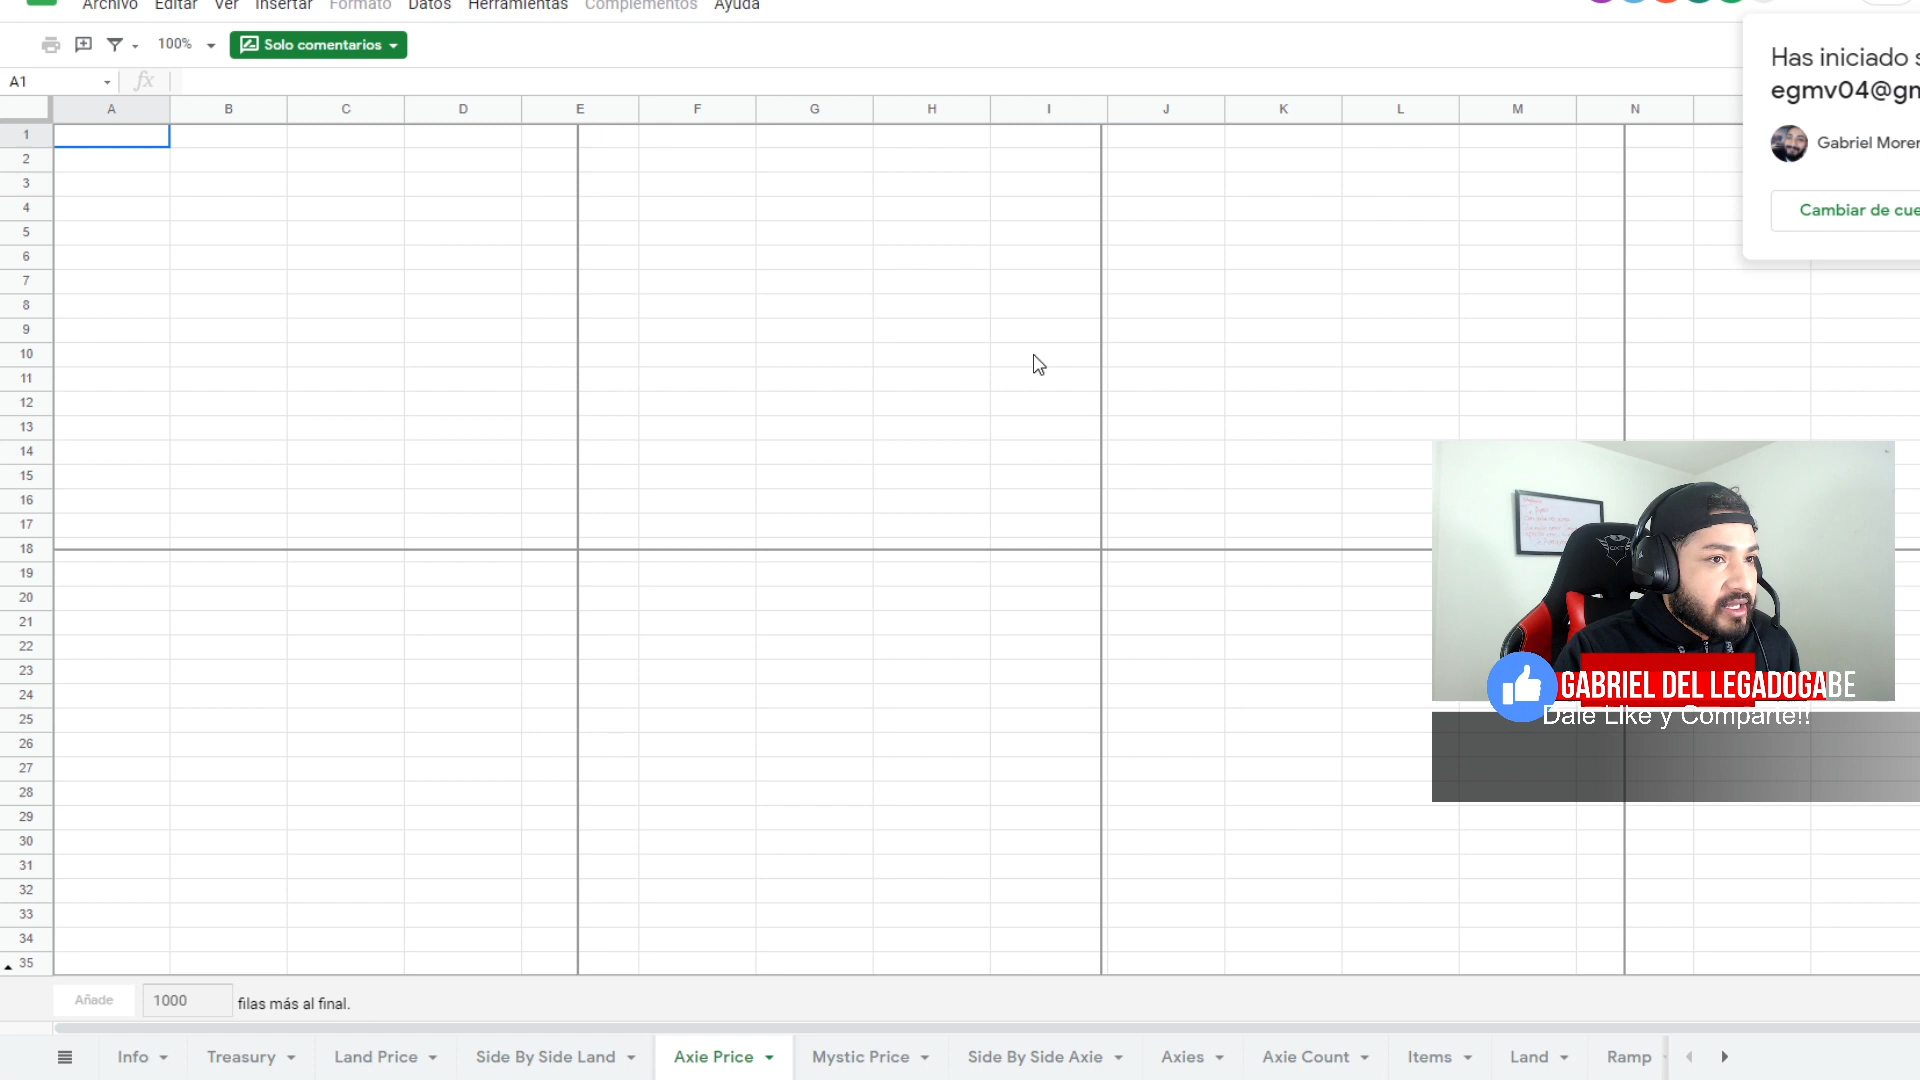 Archivo Editar Ver Insertar Formato Datos Herramientas Complementos Ayuda
100% Solo comentarios
A1 fx
A B C D E F G H I J K L M N
1
2
3
4
5
6
7
8
9
10
11
12
13
14
15
16
17
18
19
20
21
22
23
24
25
26
27
28
29
30
31
32
33
34
35
Has iniciado s
egmv04@gm
Gabriel Morer
Cambiar de cue
GABRIEL DEL LEGADOGABE
Dale Like y Comparte!!
Añade 1000 filas más al final.
Info Treasury Land Price Side By Side Land Axie Price Mystic Price Side By Side Axie Axies Axie Count Items Land Ramp